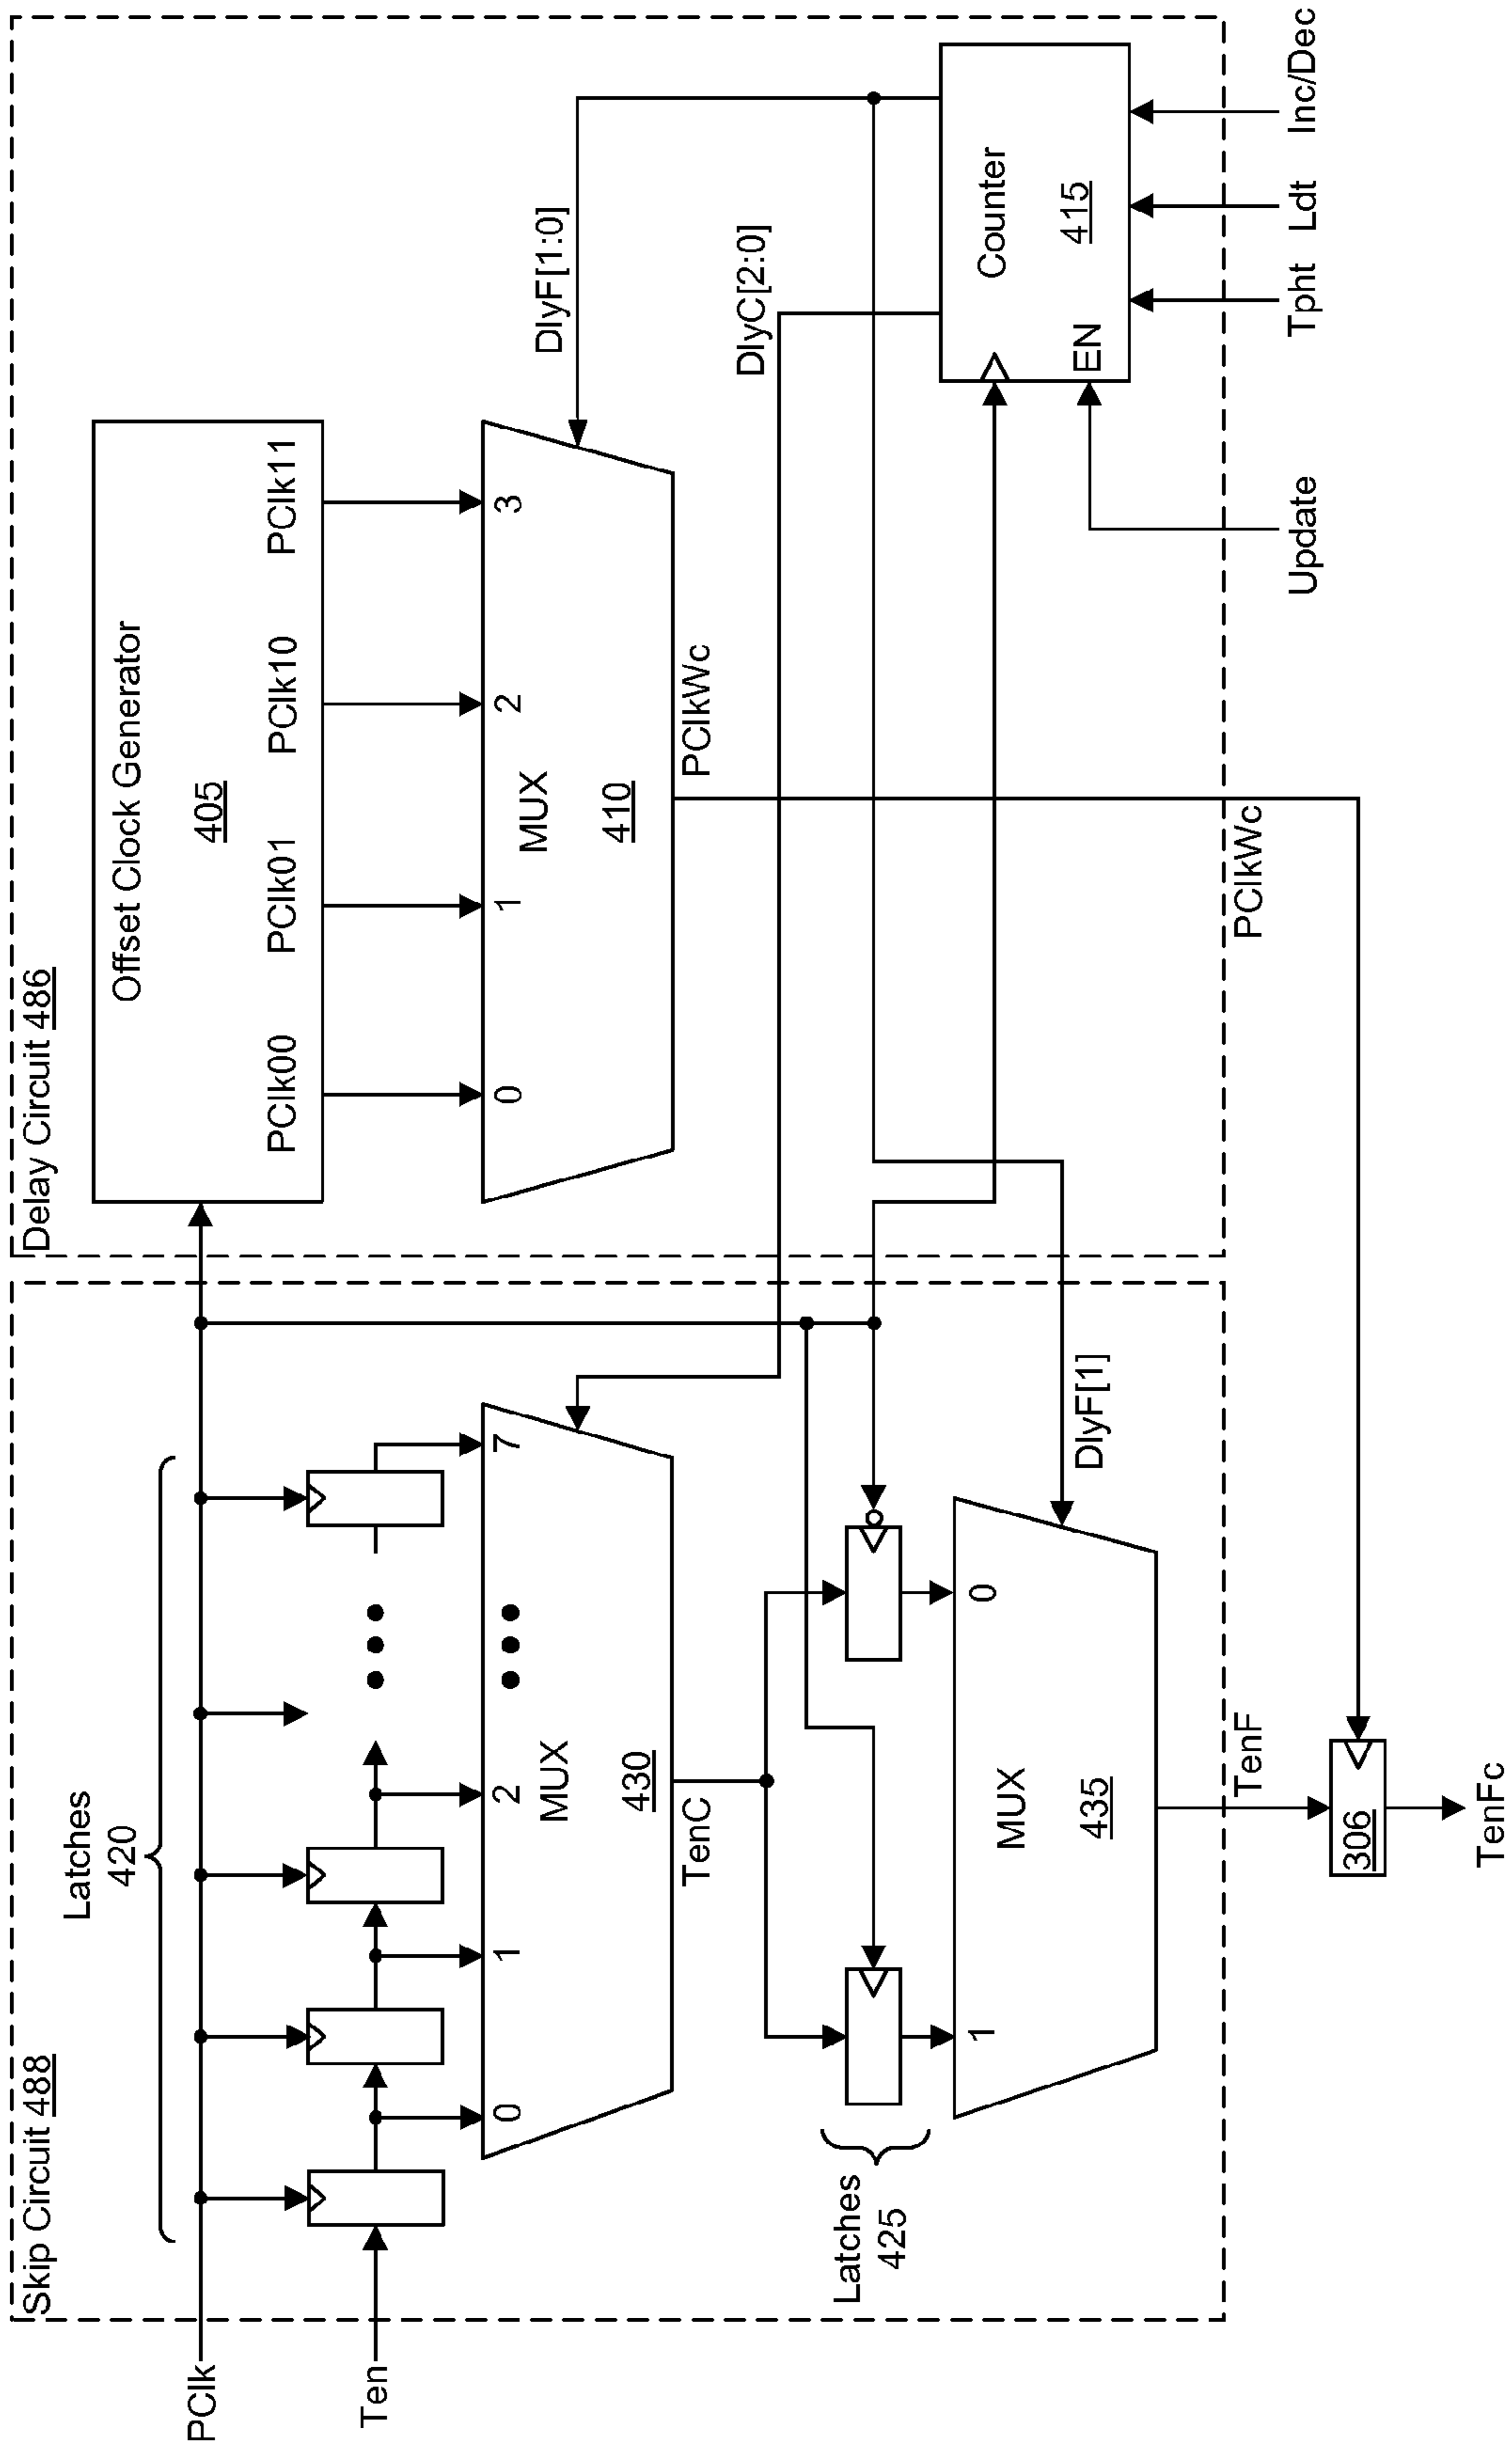 Skip Circuit 488
Delay Circuit 486
Latches
420
PClk
Ten
0
1
2
7
MUX
430
TenC
Latches
425
1
0
MUX
435
DlyF[1]
TenF
306
TenFc
Offset Clock Generator
405
PClk00
PClk01
PClk10
PClk11
0
1
2
3
MUX
410
PClkWc
PClkWc
DlyF[1:0]
DlyC[2:0]
Counter
415
EN
Update
Tpht
Ldt
Inc/Dec